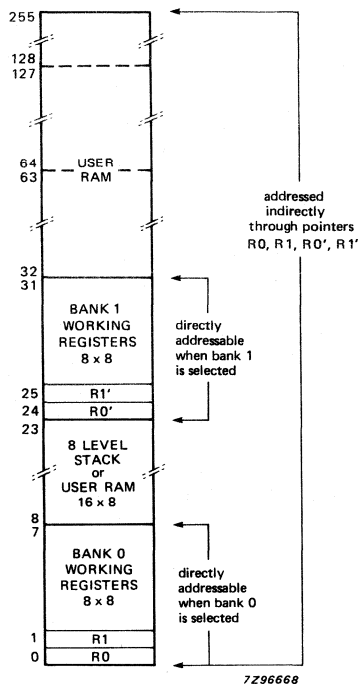 255
128
127
64
63
USER
RAM
addressed
indirectly
through pointers
R0, R1, R0', R1'
32
31
BANK 1
WORKING
REGISTERS
8 x 8
directly
addressable
when bank 1
is selected
25
R1'
24
R0'
23
8 LEVEL
STACK
or
USER RAM
16 x 8
8
7
BANK 0
WORKING
REGISTERS
8 x 8
directly
addressable
when bank 0
is selected
1
R1
0
R0
7Z96668